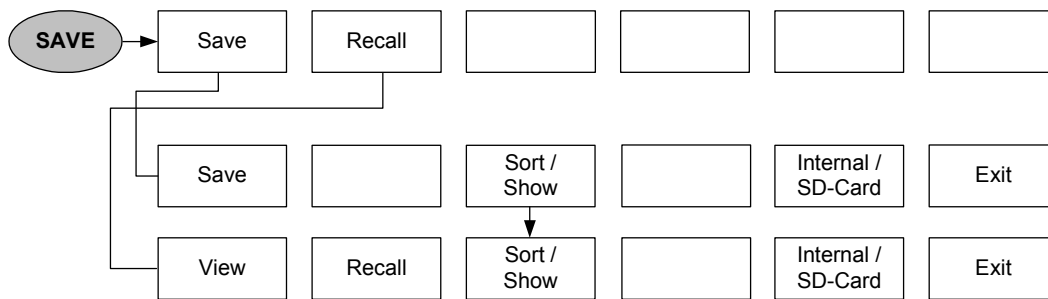 SAVE
Save
Recall
Save
Sort /
Show
Internal /
SD-Card
Exit
View
Recall
Sort /
Show
Internal /
SD-Card
Exit